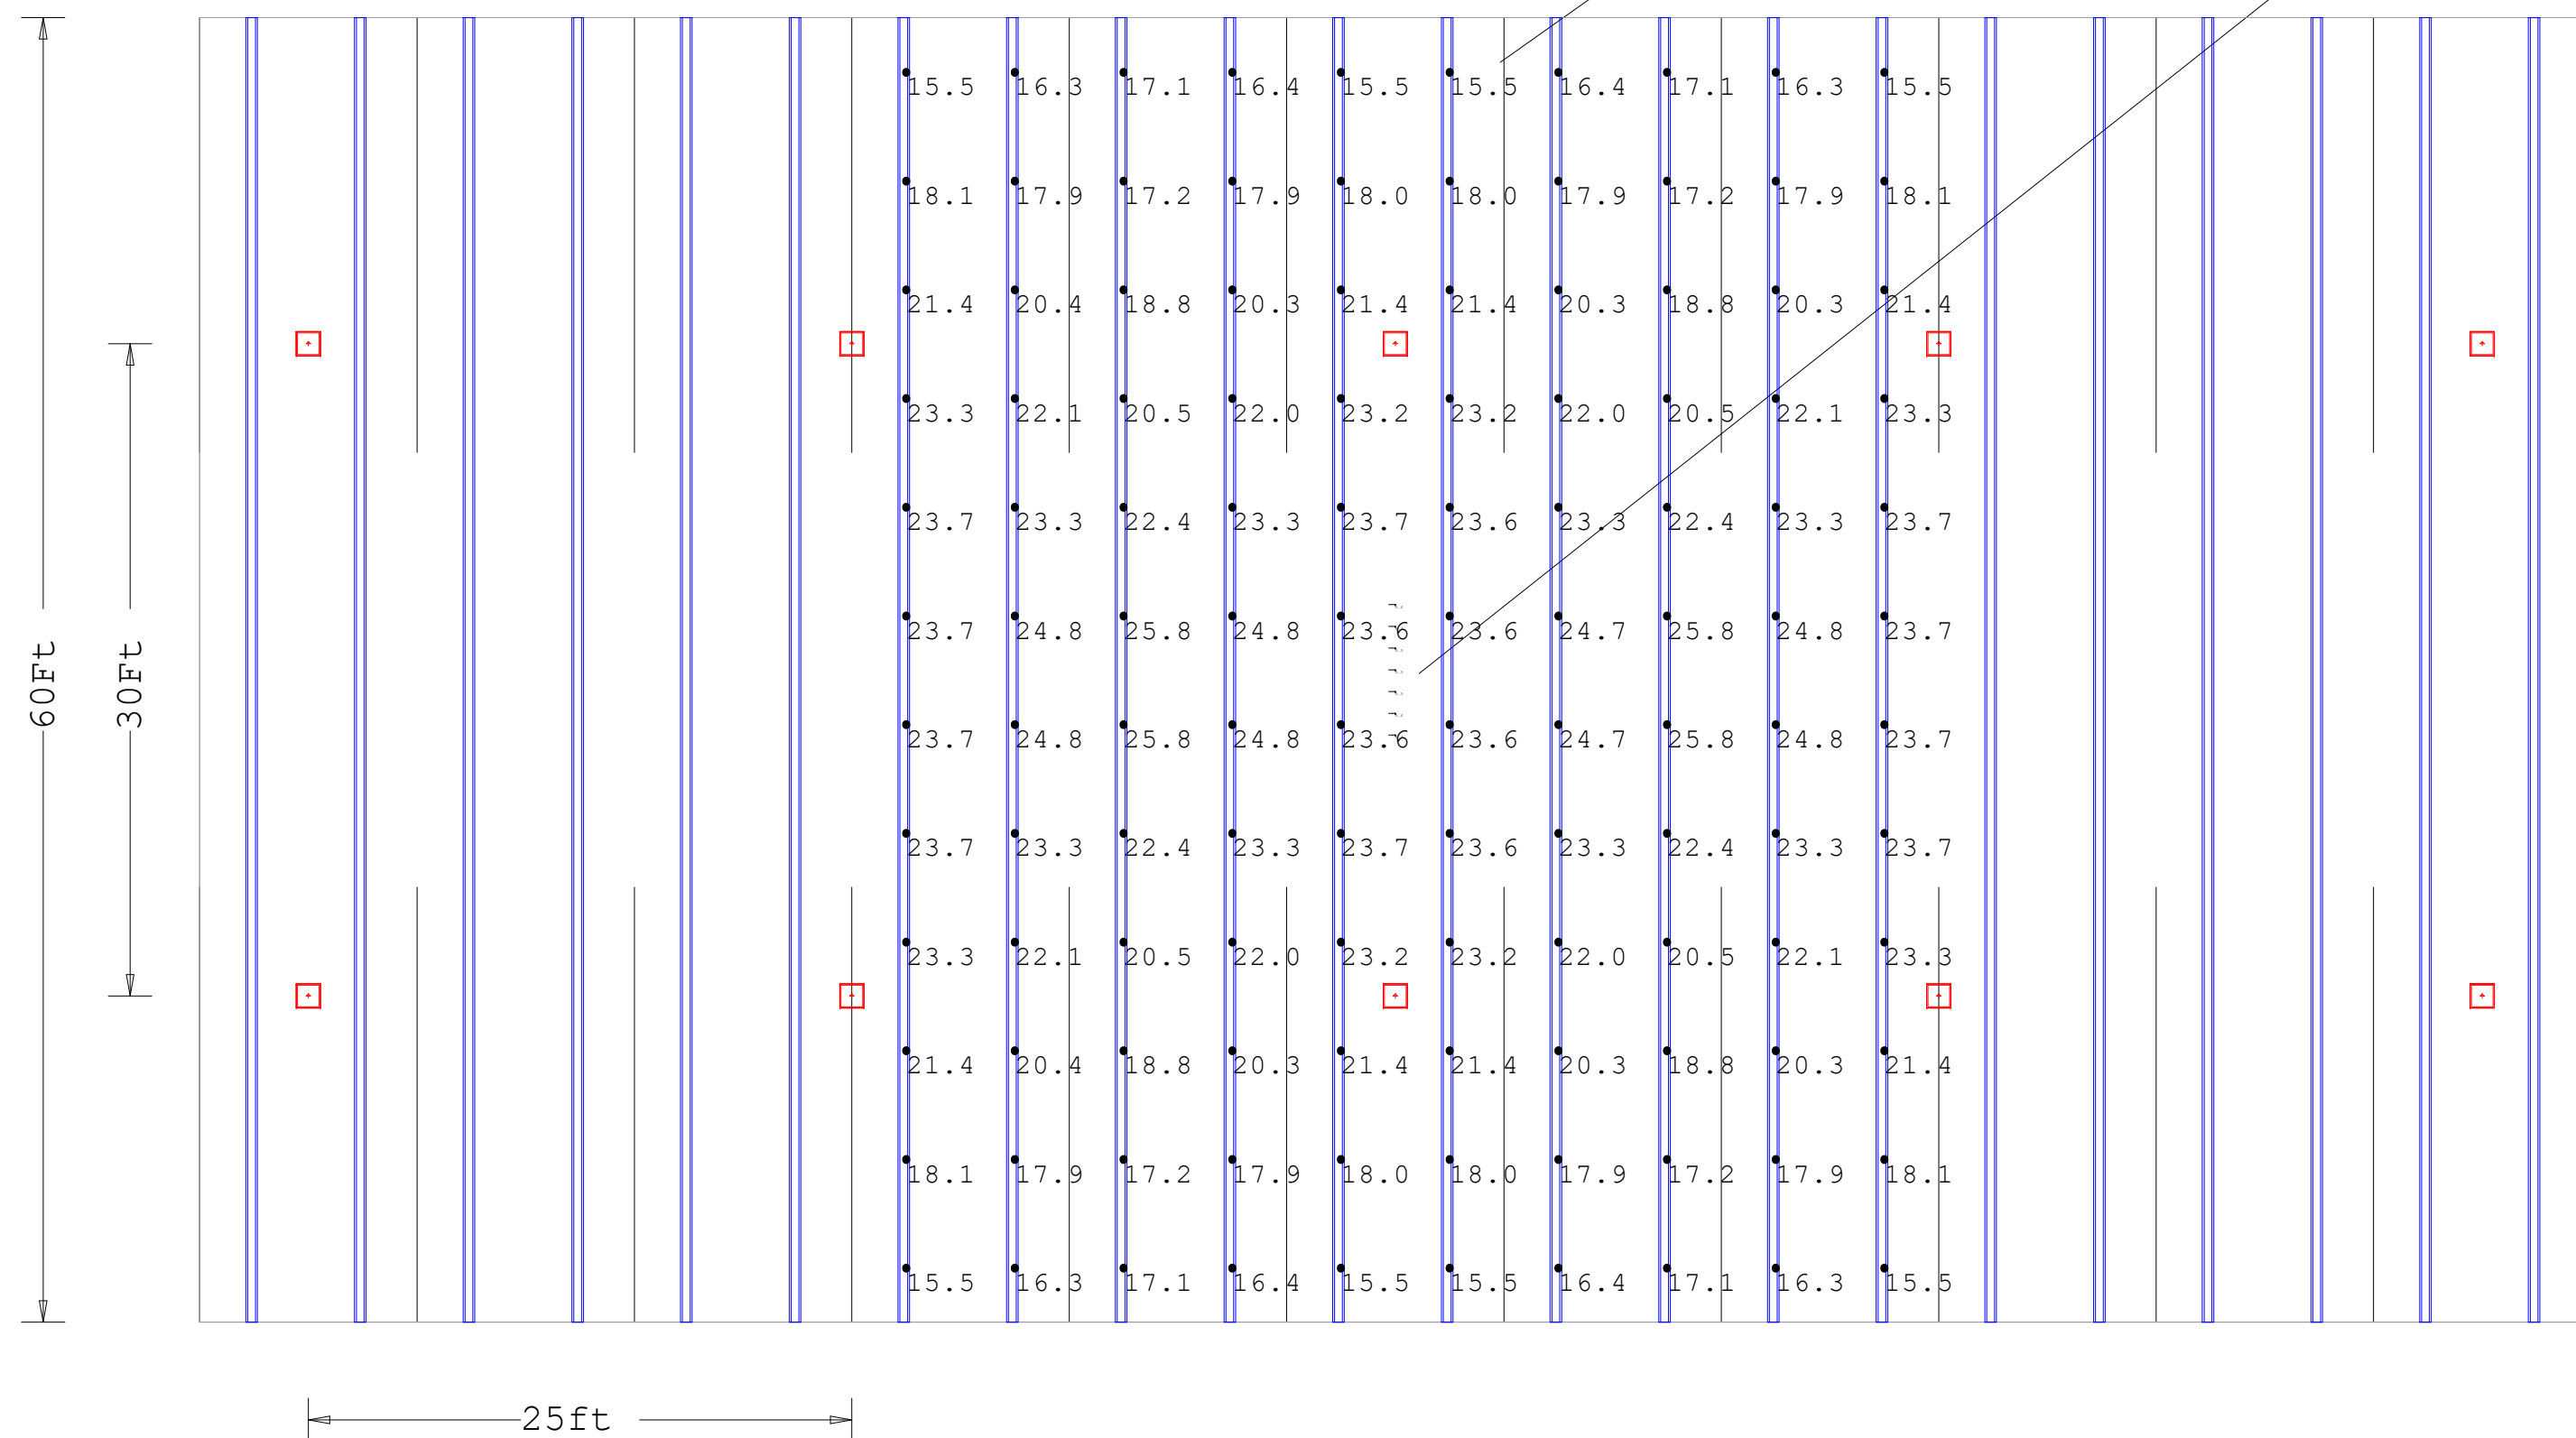 15.5 16.3 17.1 16.4 15.5 15.5 16.4 17.1 16.3 15.5
18.1 17.9 17.2 17.9 18.0 18.0 17.9 17.2 17.9 18.1
21.4 20.4 18.8 20.3 21.4 21.4 20.3 18.8 20.3 21.4
23.3 22.1 20.5 22.0 23.2 23.2 22.0 20.5 22.1 23.3
23.7 23.3 22.4 23.3 23.7 23.6 23.3 22.4 23.3 23.7
23.7 24.8 25.8 24.8 23.6 23.6 24.7 25.8 24.8 23.7
60Ft
30Ft
23.7 24.8 25.8 24.8 23.6 23.6 24.7 25.8 24.8 23.7
23.7 23.3 22.4 23.3 23.7 23.6 23.3 22.4 23.3 23.7
23.3 22.1 20.5 22.0 23.2 23.2 22.0 20.5 22.1 23.3
21.4 20.4 18.8 20.3 21.4 21.4 20.3 18.8 20.3 21.4
18.1 17.9 17.2 17.9 18.0 18.0 17.9 17.2 17.9 18.1
15.5 16.3 17.1 16.4 15.5 15.5 16.4 17.1 16.3 15.5
25ft